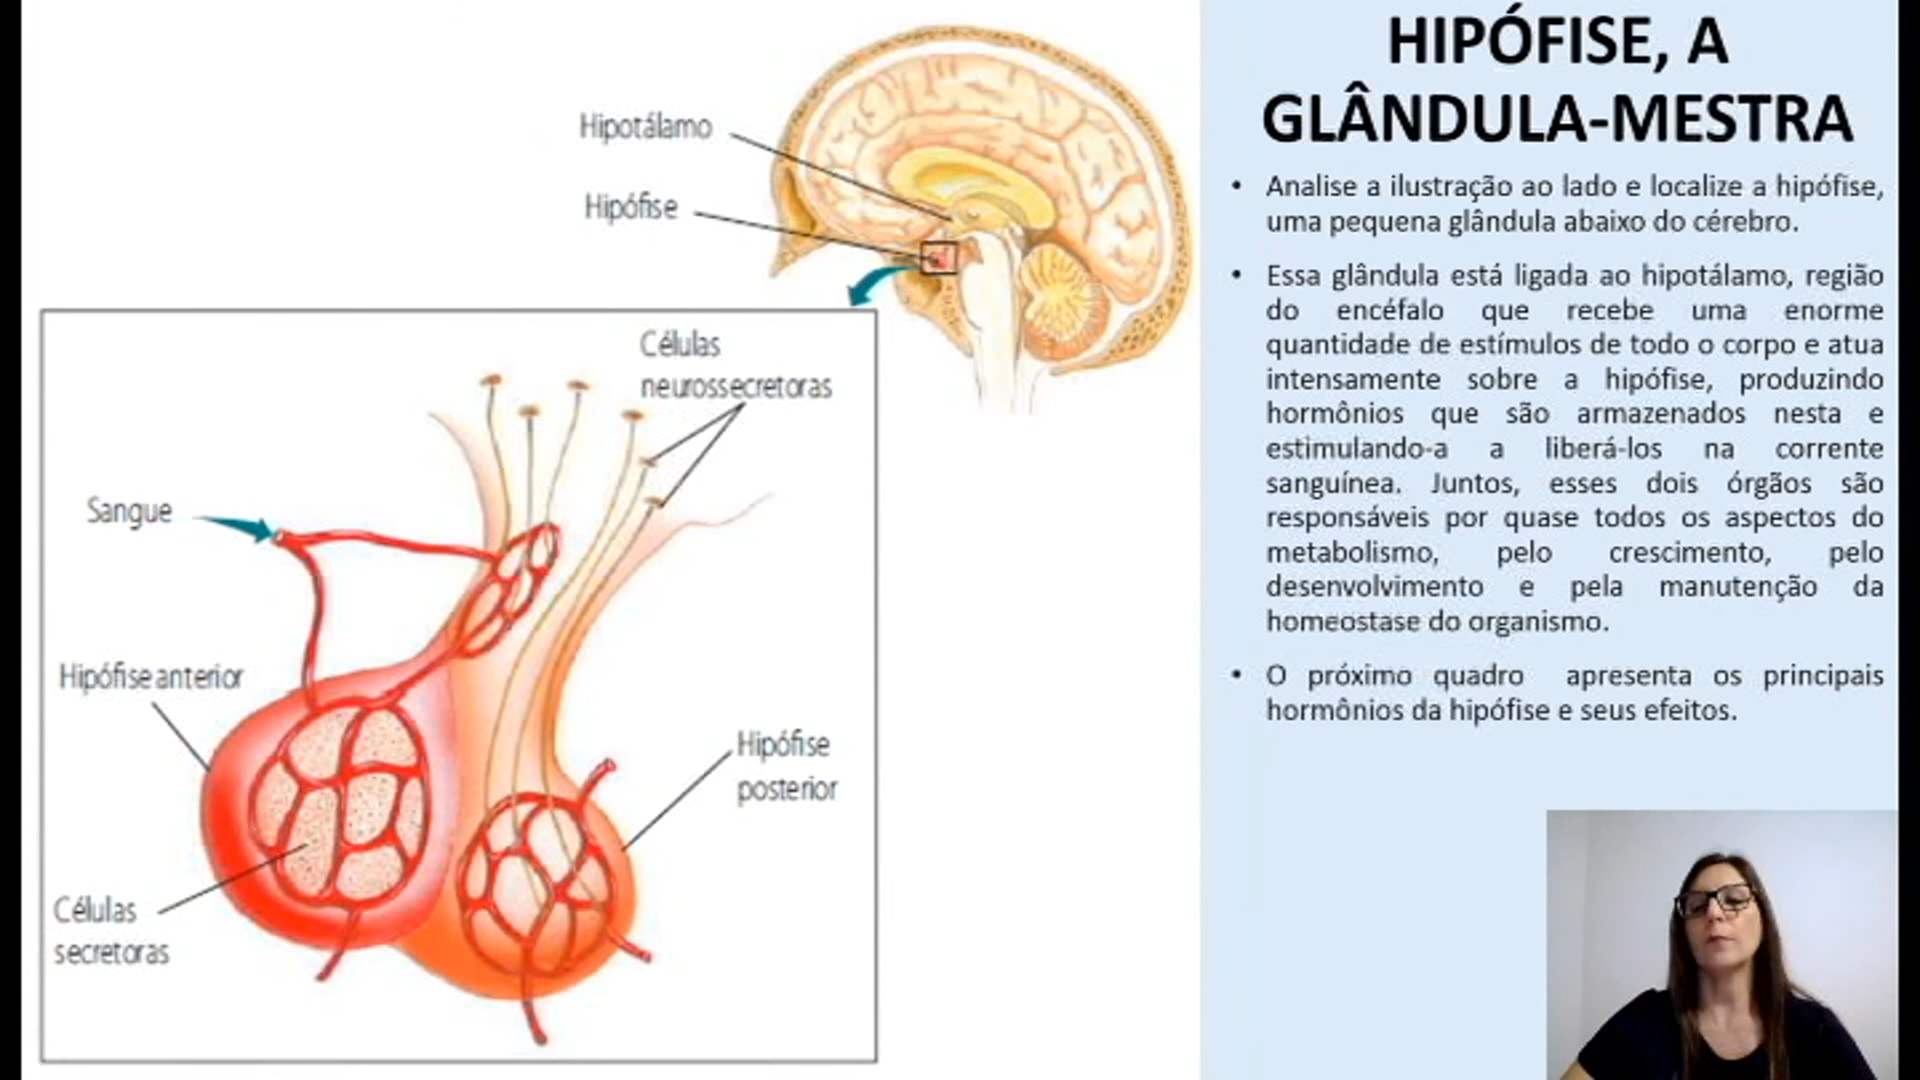 HIPÓFISE, A
GLÂNDULA-MESTRA
• Analise a ilustração ao lado e localize a hipófise,
uma pequena glândula abaixo do cérebro.
• Essa glândula está ligada ao hipotálamo, região
do encéfalo que recebe uma enorme
quantidade de estímulos de todo o corpo e atua
intensamente sobre a hipófise, produzindo
hormônios que são armazenados nesta e
estimulando-a a liberá-los na corrente
sanguínea. Juntos, esses dois órgãos são
responsáveis por quase todos os aspectos do
metabolismo, pelo crescimento, pelo
desenvolvimento e pela manutenção da
homeostase do organismo.
• O próximo quadro apresenta os principais
hormônios da hipófise e seus efeitos.
Hipotálamo
Hipófise
Células
neurossecretoras
Sangue
Hipófise anterior
Hipófise
posterior
Células
secretoras